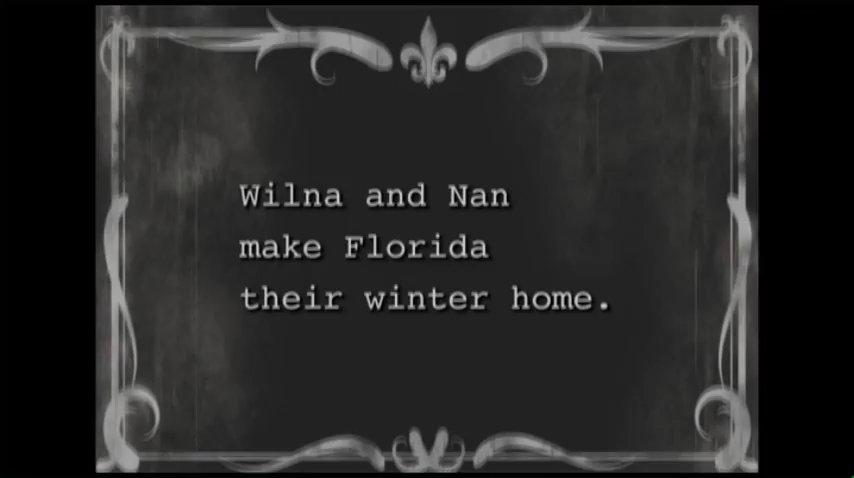 Wilna and Nan
make Florida
their winter home.